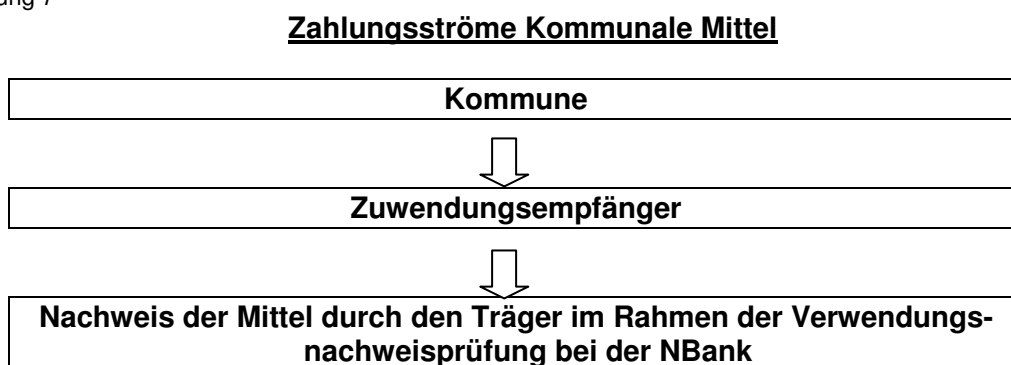 Zahlungsströme Kommunale Mittel
Kommune
Zuwendungsempfänger
Nachweis der Mittel durch den Träger im Rahmen der Verwendungs-
nachweisprüfung bei der NBank